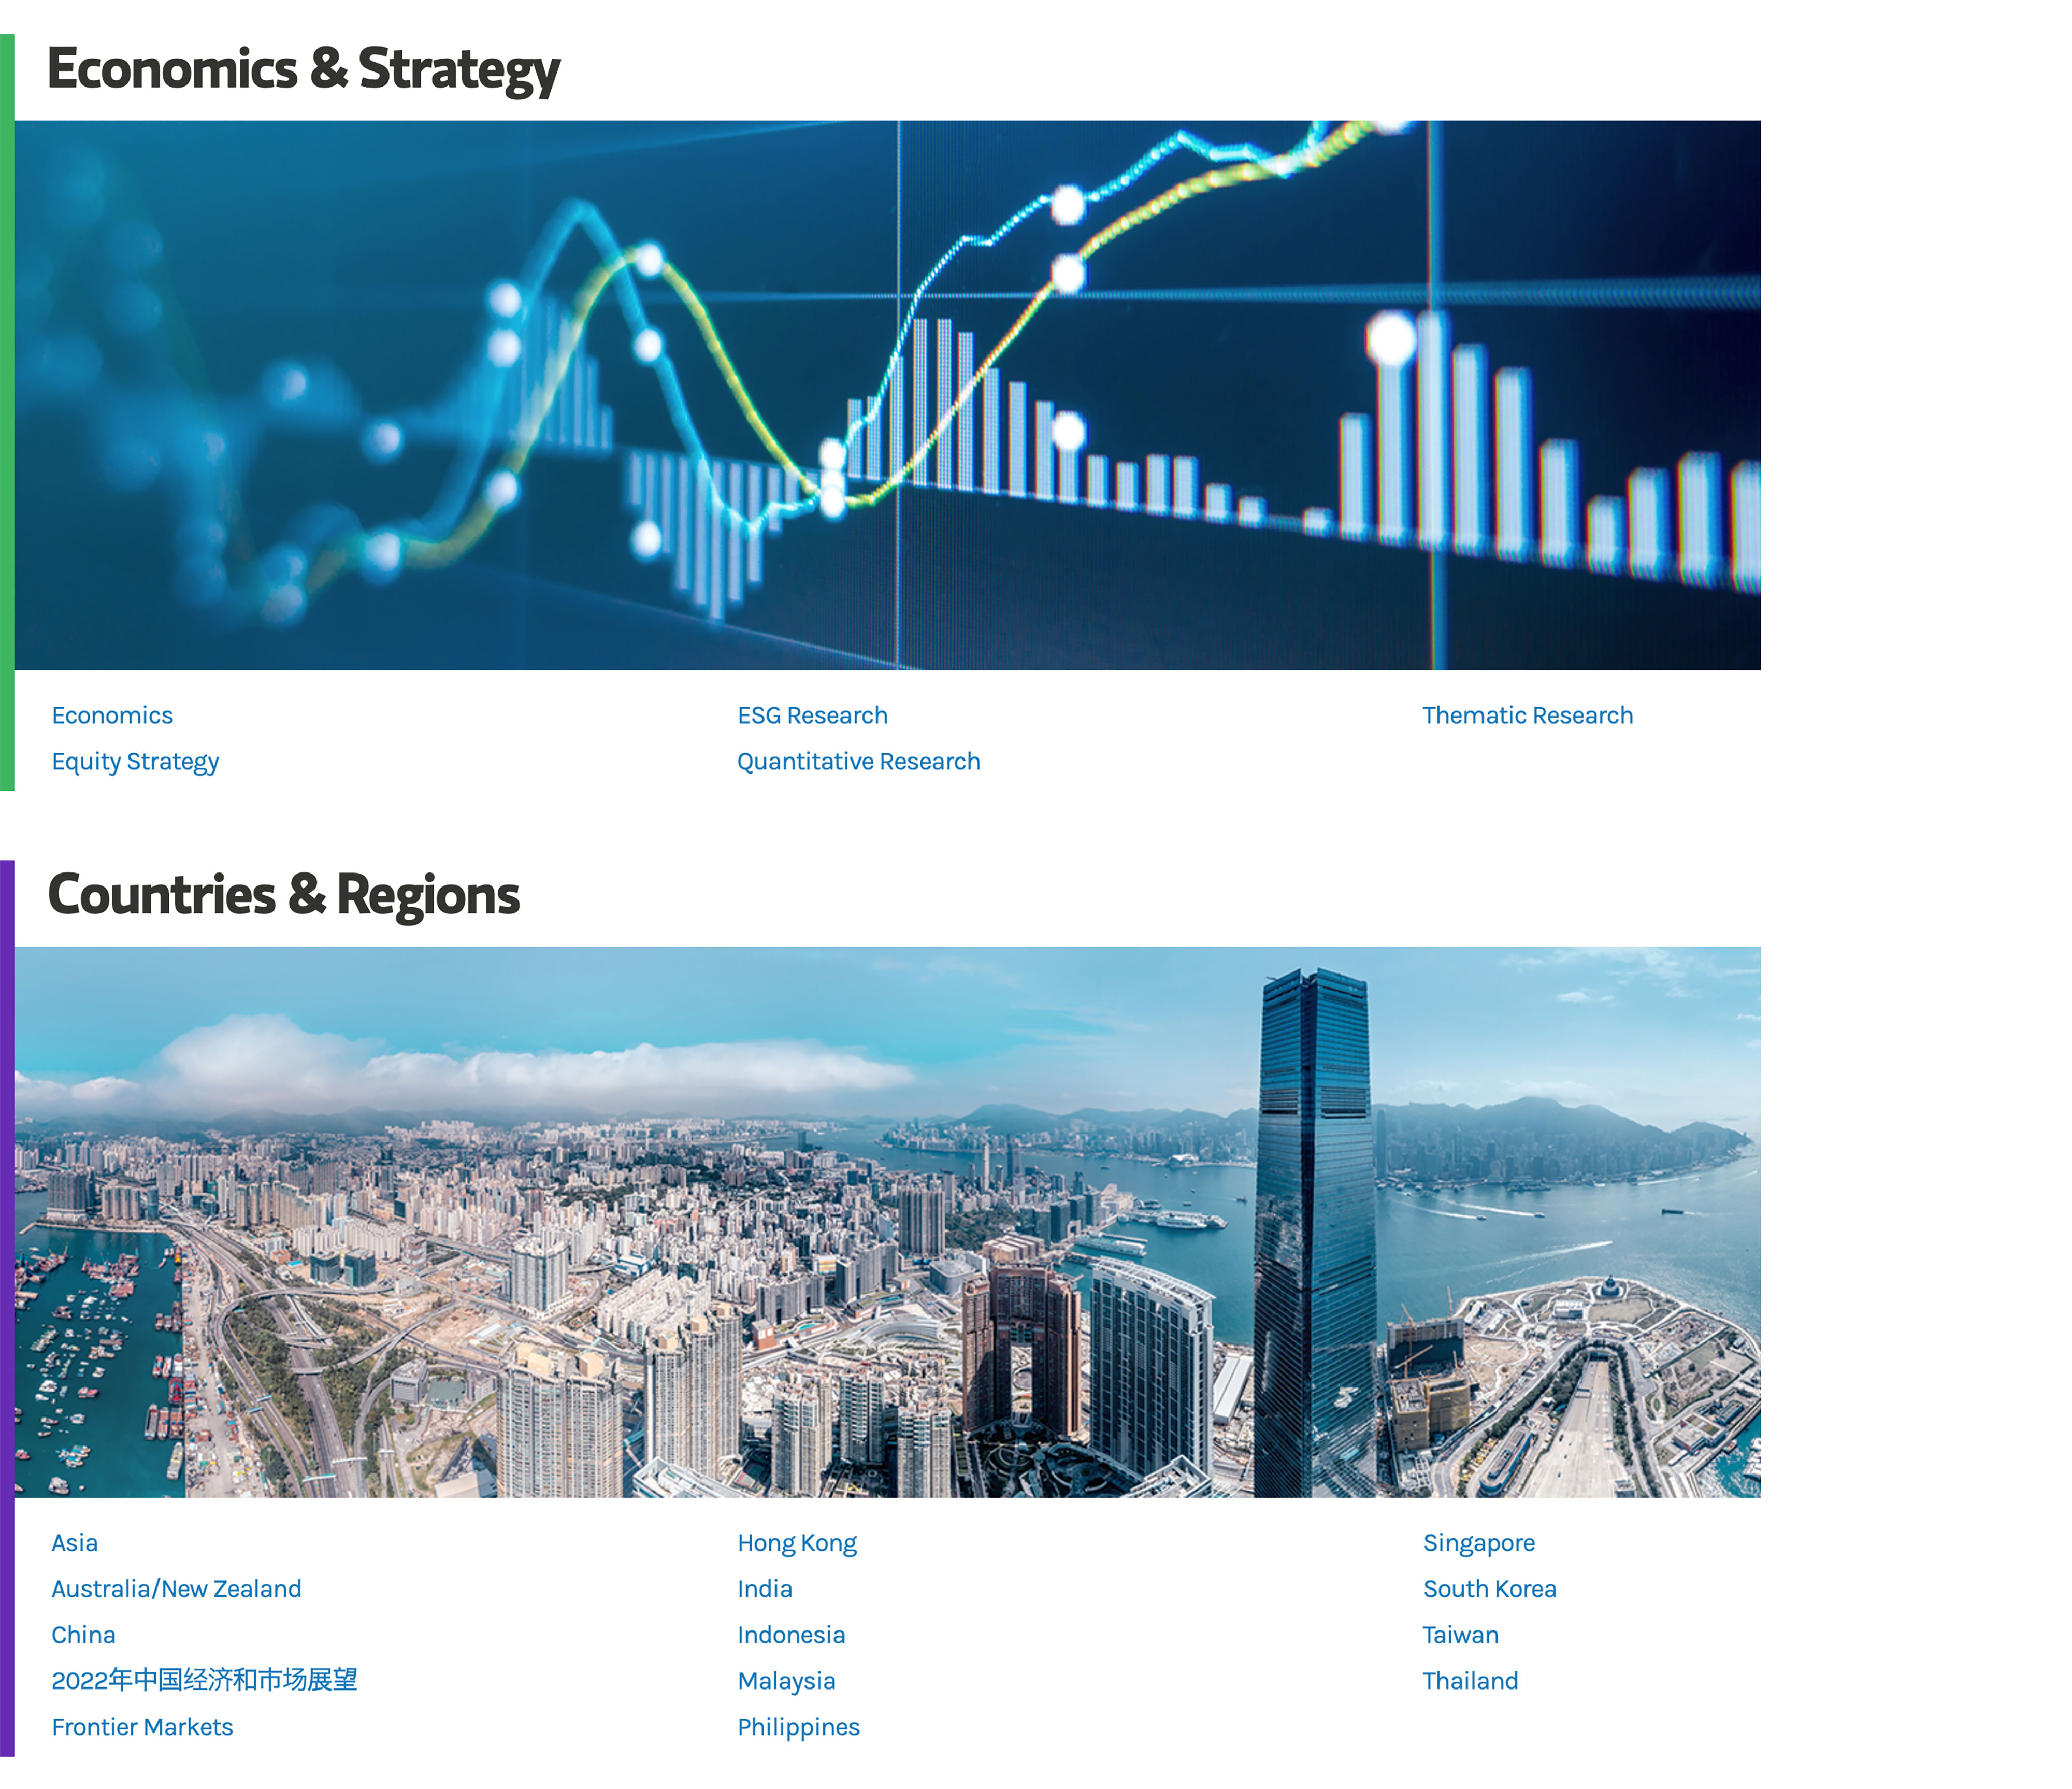 Economics & Strategy
Economics
Equity Strategy
ESG Research
Quantitative Research
Thematic Research
Countries & Regions
Asia
Australia/New Zealand
China
2022年中国经济和市场展望
Frontier Markets
Hong Kong
India
Indonesia
Malaysia
Philippines
Singapore
South Korea
Taiwan
Thailand